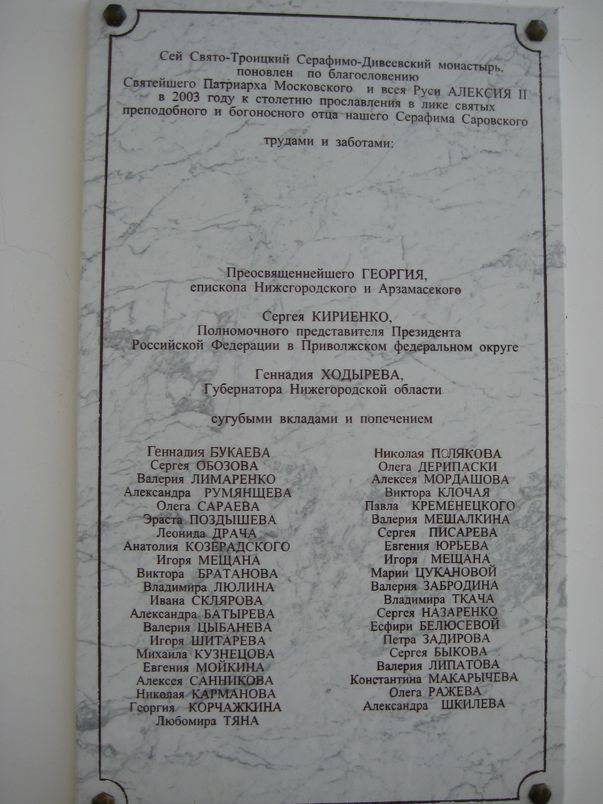 Сей Свято-Троицкий Серафимо-Дивеевский монастырь,
поновлен по благословению
Святейшего Патриарха Московского и всея Руси АЛЕКСИЯ II
в 2003 году к столетию прославления в лике святых
преподобного и богоносного отца нашего Серафима Саровского
трудами и заботами:
Преосвященнейшего ГЕОРГИЯ,
епископа Нижегородского и Арзамасского
Сергея КИРИЕНКО,
Полномочного представителя Президента
Российской Федерации в Приволжском федеральном округе
Геннадия ХОДЫРЕВА,
Губернатора Нижегородской области
сугубыми вкладами и попечением
Геннадия БУКАЕВА
Сергея ОБОЗОВА
Валерия ЛИМАРЕНКО
Александра РУМЯНЩЕВА
Олега САРАЕВА
Эраста ПОЗДЫШЕВА
Леонида ДРАЧА
Анатолия КОЗЕРАДСКОГО
Игоря МЕЩАНА
Виктора БРАТАНОВА
Владимира ЛЮЛИНА
Ивана СКЛЯРОВА
Александра БАТЫРЕВА
Валерия ЦЫБАНЕВА
Игоря ШИТАРЕВА
Михаила КУЗНЕЦОВА
Евгения МОЙКИНА
Алексея САННИКОВА
Николая КАРМАНОВА
Георгия КОРЧАЖКИНА
Любомира ТЯНА
Николая ПОЛЯКОВА
Олега ДЕРИПАСКИ
Алексея МОРДАШОВА
Виктора КЛОЧАЯ
Павла КРЕМЕНЕЦКОГО
Валерия МЕШАЛКИНА
Сергея ПИСАРЕВА
Евгения ЮРЬЕВА
Игоря МЕЩАНА
Марии ЦУКАНОВОЙ
Валерия ЗАБРОДИНА
Владимира ТКАЧА
Сергея НАЗАРЕНКО
Есфири БЕЛЮСЕВОЙ
Петра ЗАДИРОВА
Сергея БЫКОВА
Валерия ЛИПАТОВА
Константина МАКАРЫЧЕВА
Олега РАЖЕВА
Александра ШКИЛЕВА